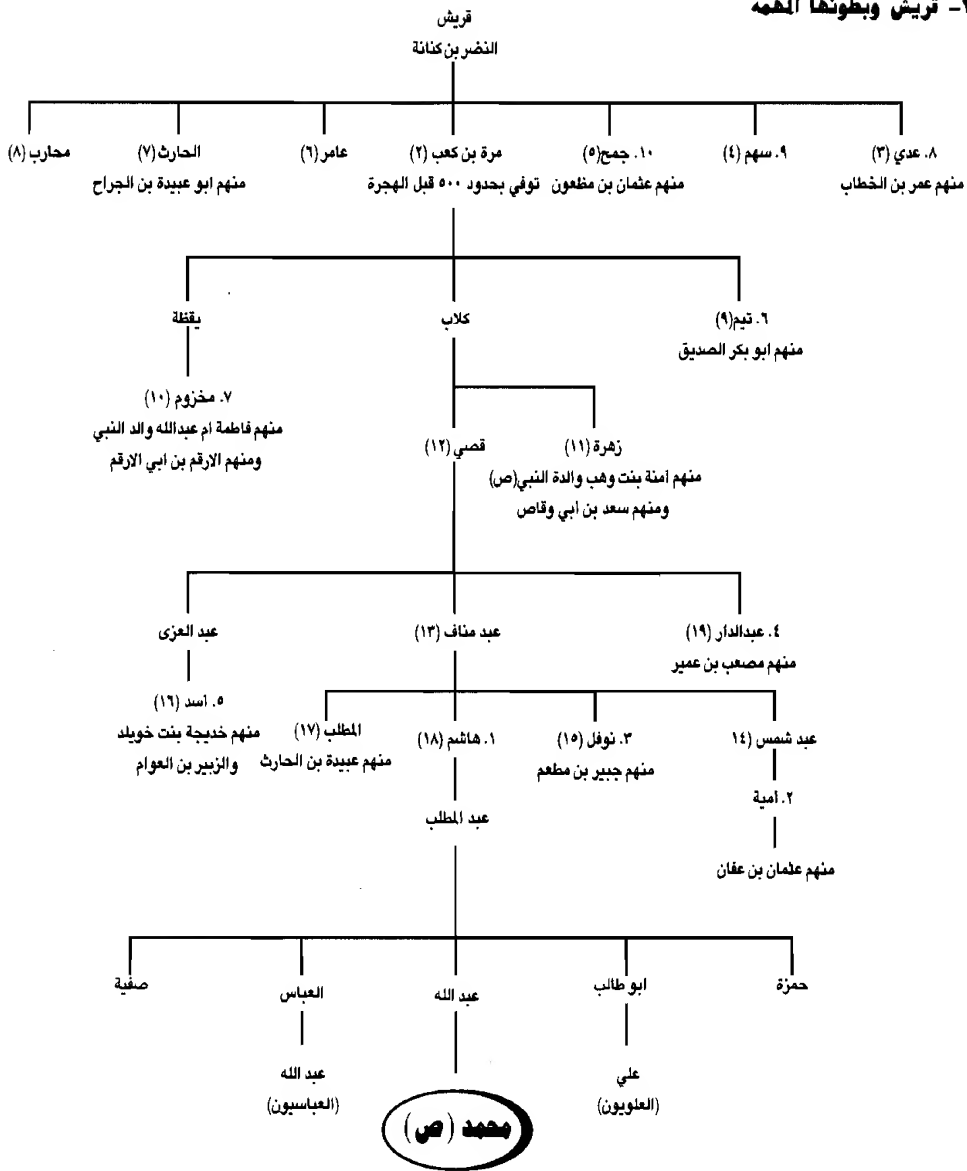 ٢- قريش وبطونها المهمه
قريش
النضر بن كنانة
٨. عدي (٣)
منهم عمر بن الخطاب
٩. سهم (٤)
١٠. جمح (٥)
منهم عثمان بن مظعون
مرة بن كعب (٢)
توفي بحدود ٥٠٠ قبل الهجرة
عامر (٦)
الحارث (٧)
منهم ابو عبيدة بن الجراح
محارب (٨)
٦. تيم (٩)
منهم ابو بكر الصديق
كلاب
يقظة
٧. مخزوم (١٠)
منهم فاطمة ام عبدالله والد النبي
ومنهم الارقم بن أبي الارقم
زهرة (١١)
منهم آمنة بنت وهب والدة النبي (ص)
ومنهم سعد بن أبي وقاص
قصي (١٢)
٤. عبدالدار (١٩)
منهم مصعب بن عمير
عبد مناف (١٣)
عبد العزى
٥. أسد (١٦)
منهم خديجة بنت خويلد
والزبير بن العوام
عبد شمس (١٤)
٢. أمية
منهم عثمان بن عفان
٣. نوفل (١٥)
منهم جبير بن مطعم
١. هاشم (١٨)
المطلب (١٧)
منهم عبيدة بن الحارث
عبد المطلب
حمزة
ابو طالب
عبد الله
العباس
صفية
علي
(العلويون)
محمد (ص)
عبد الله
(العباسيون)